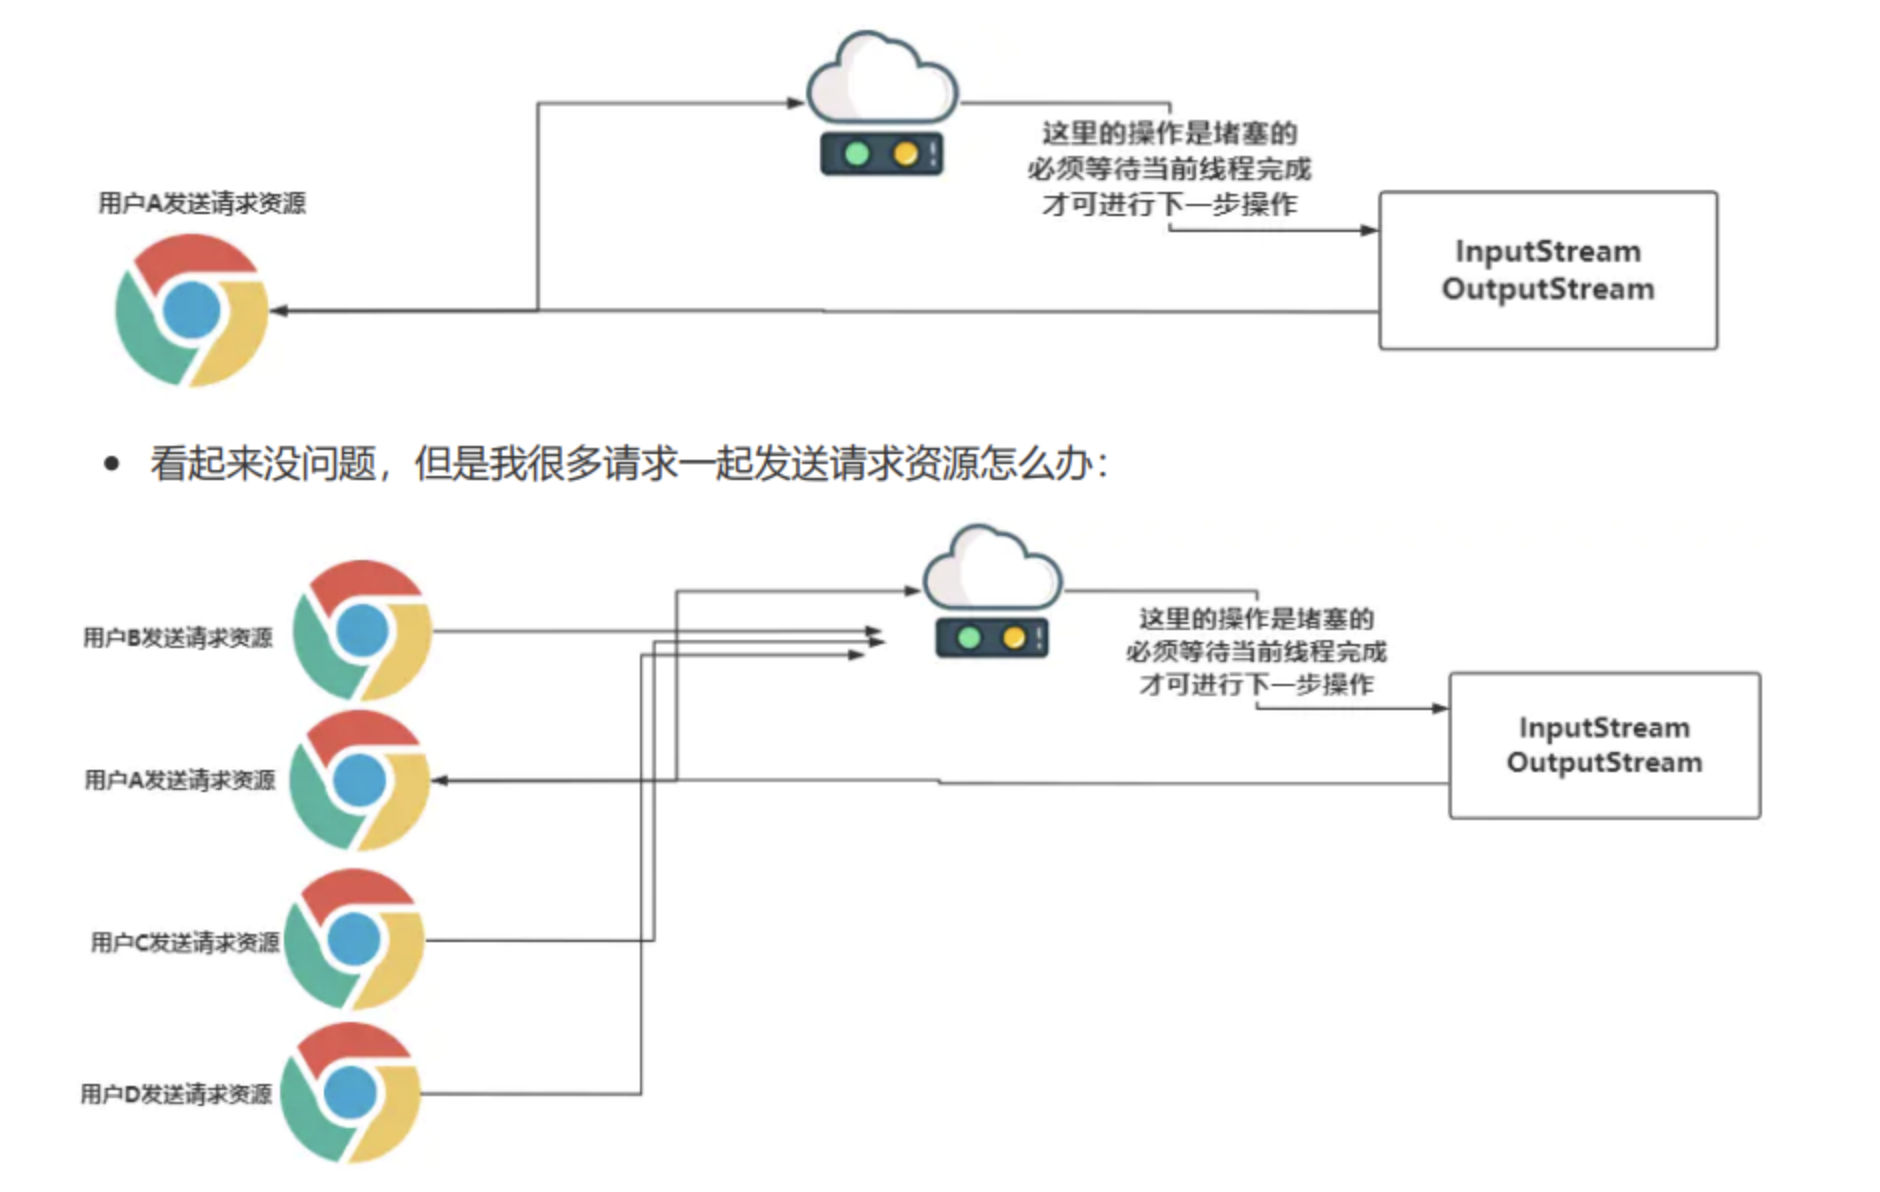 这里的操作是堵塞的
必须等待当前线程完成
才可进行下一步操作
用户A发送请求资源
InputStream
OutputStream
看起来没问题，但是我很多请求一起发送请求资源怎么办：
这里的操作是堵塞的
必须等待当前线程完成
才可进行下一步操作
用户B发送请求资源
InputStream
OutputStream
用户A发送请求资源
用户C发送请求资源
用户D发送请求资源